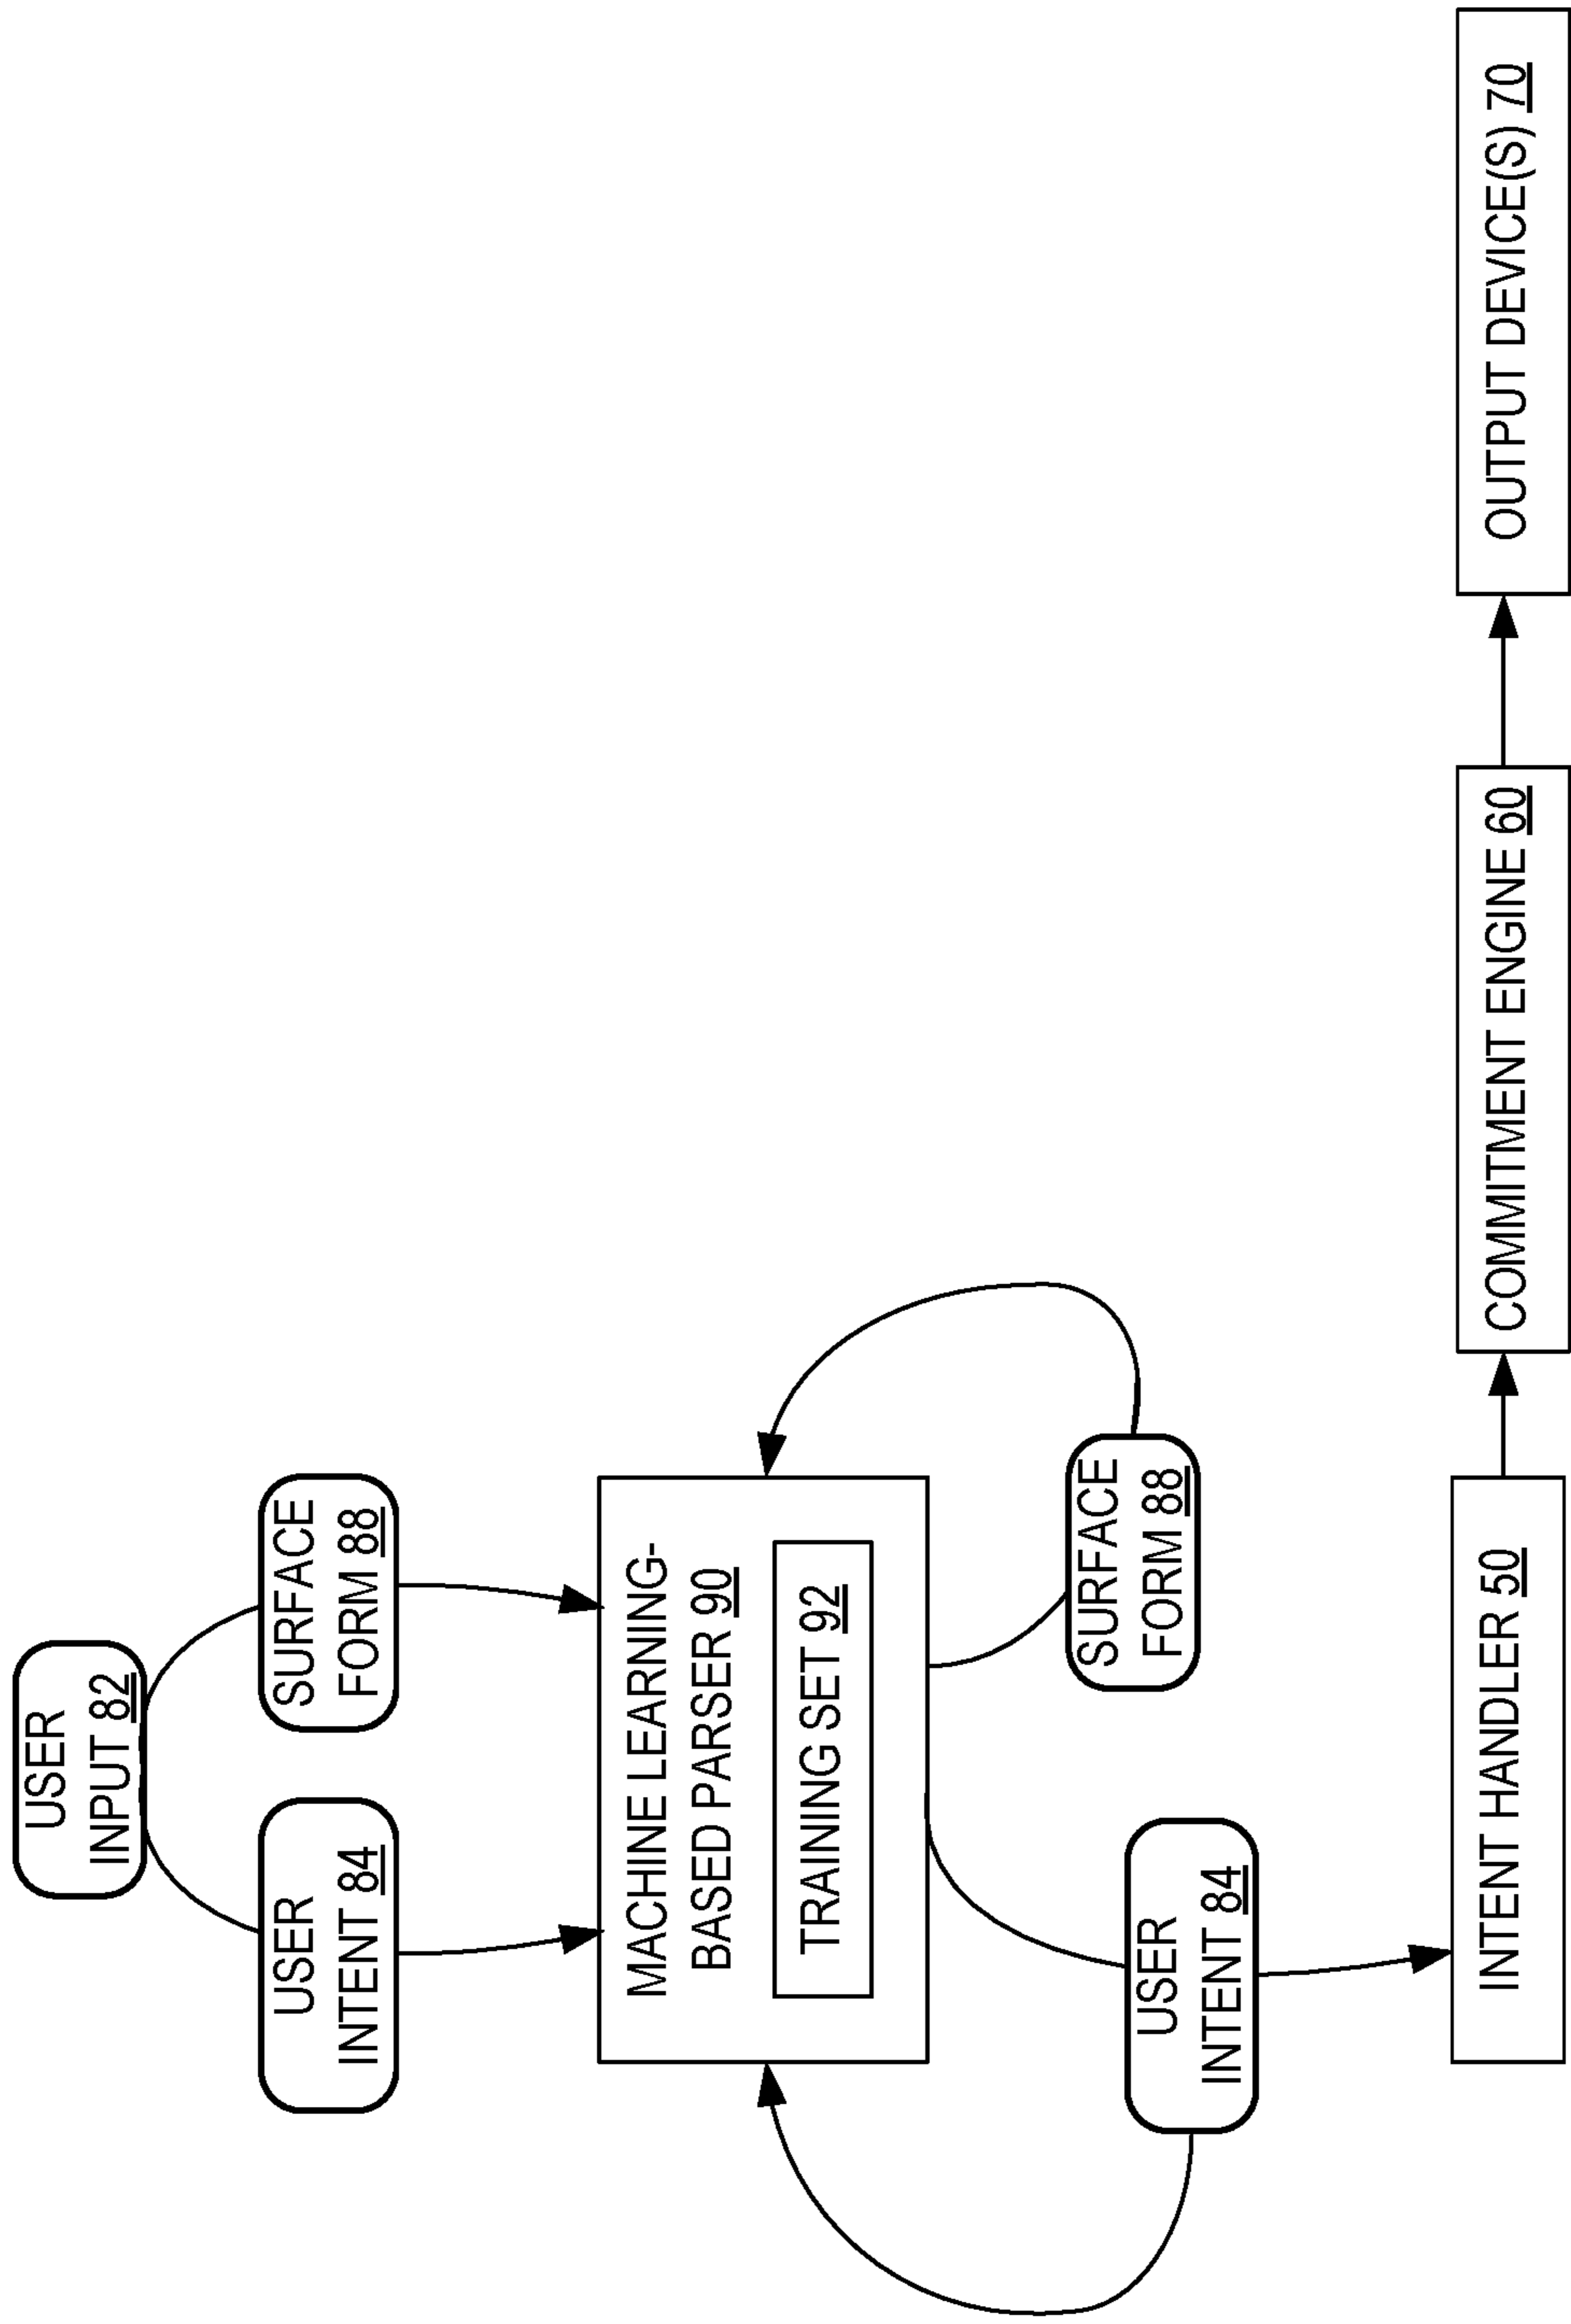 USER
INPUT 82
USER
INTENT 84
SURFACE
FORM 88
MACHINE LEARNING-
BASED PARSER 90
TRAINING SET 92
USER
INTENT 84
SURFACE
FORM 88
INTENT HANDLER 50
COMMITMENT ENGINE 60
OUTPUT DEVICE(S) 70